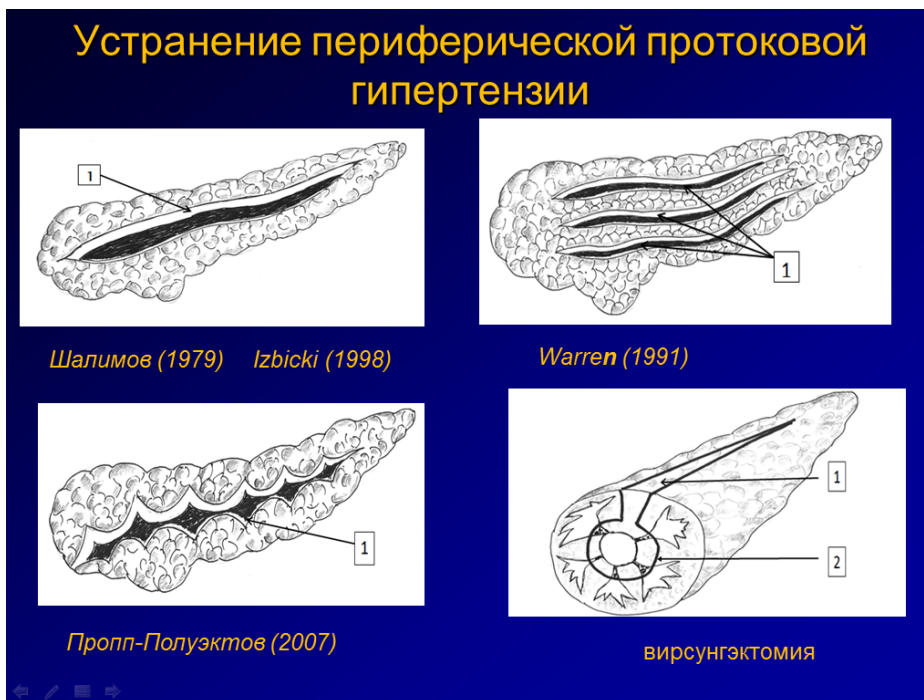 Устранение периферической протоковой
гипертензии
1
1
Шалимов (1979) Izbicki (1998)
Warren (1991)
1
1
2
Пропп-Полуэктов (2007)
вирсунгэктомия